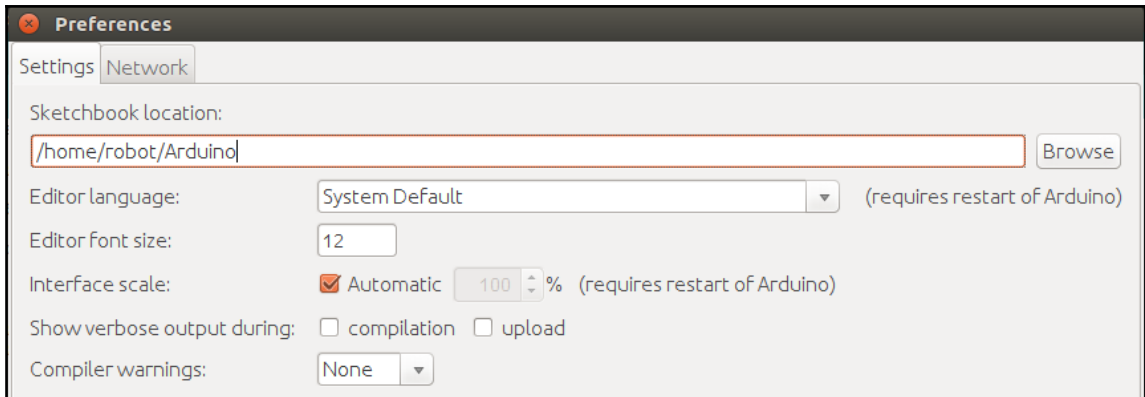 Preferences
Settings Network
Sketchbook location:
/home/robot/Arduino Browse
Editor language: System Default (requires restart of Arduino)
Editor font size: 12
Interface scale: Automatic 100 % (requires restart of Arduino)
Show verbose output during: compilation upload
Compiler warnings: None